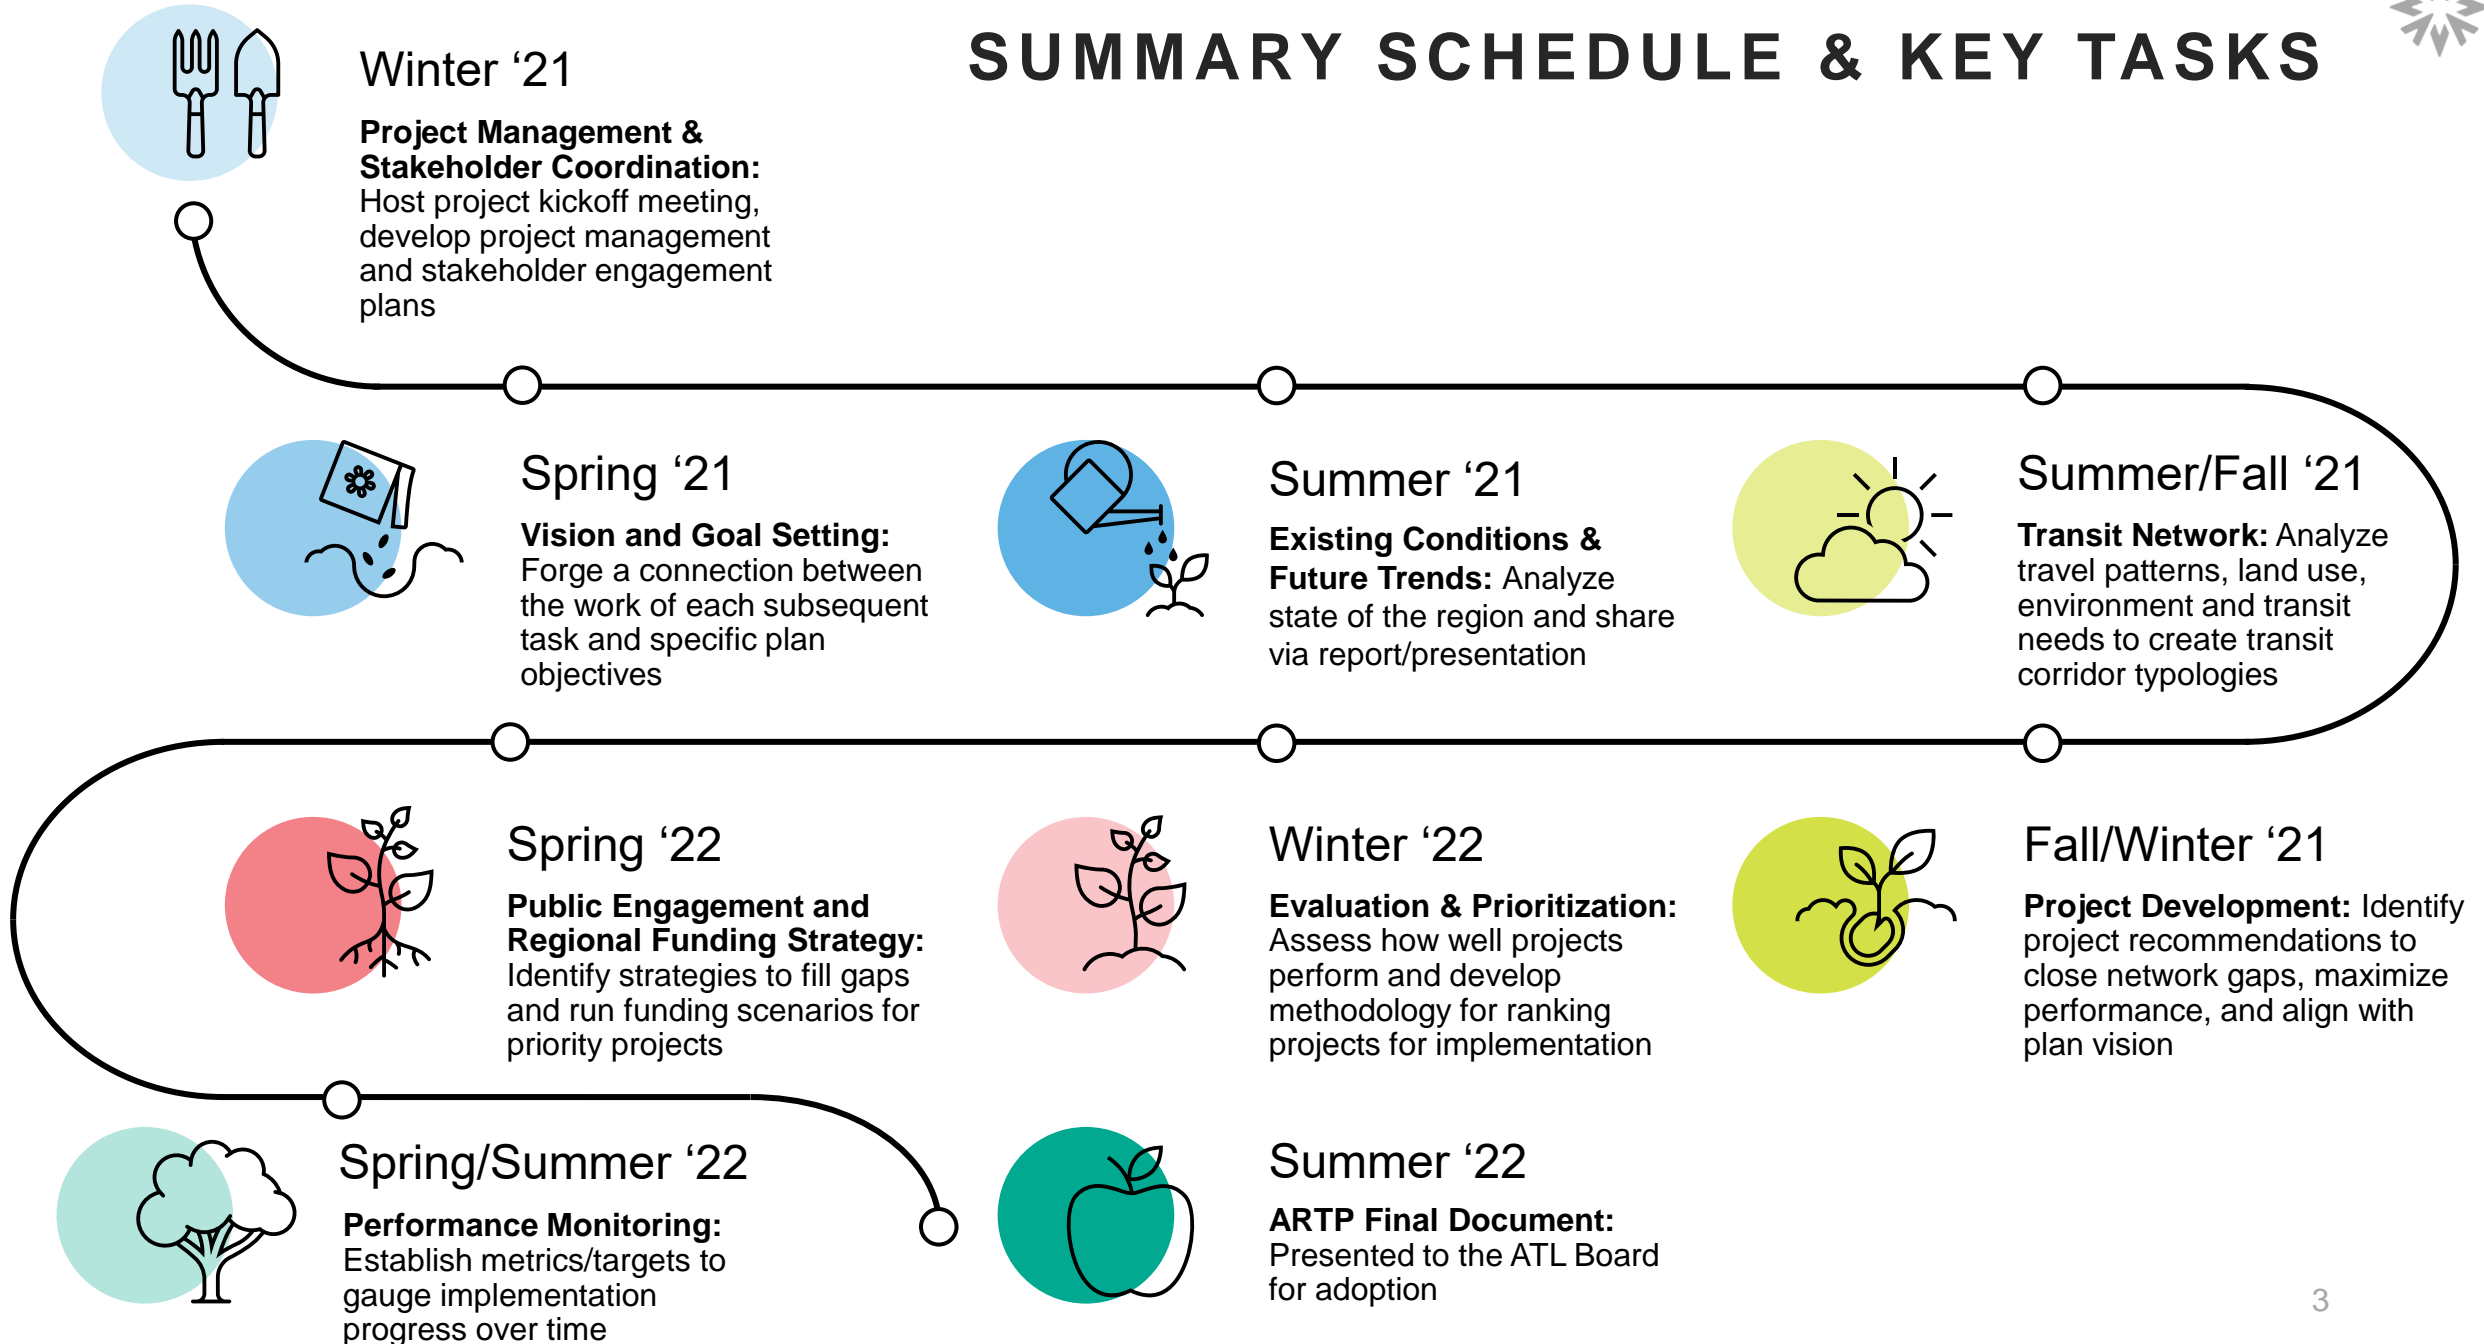 SUMMARY SCHEDULE & KEY TASKS
Winter ‘21
Project Management &
Stakeholder Coordination:
Host project kickoff meeting,
develop project management
and stakeholder engagement
plans
Spring ‘21
Vision and Goal Setting:
Forge a connection between
the work of each subsequent
task and specific plan
objectives
Summer ‘21
Existing Conditions &
Future Trends: Analyze
state of the region and share
via report/presentation
Summer/Fall ‘21
Transit Network: Analyze
travel patterns, land use,
environment and transit
needs to create transit
corridor typologies
Fall/Winter ‘21
Project Development: Identify
project recommendations to
close network gaps, maximize
performance, and align with
plan vision
Winter ‘22
Evaluation & Prioritization:
Assess how well projects
perform and develop
methodology for ranking
projects for implementation
Spring ‘22
Public Engagement and
Regional Funding Strategy:
Identify strategies to fill gaps
and run funding scenarios for
priority projects
Spring/Summer ‘22
Performance Monitoring:
Establish metrics/targets to
gauge implementation
progress over time
Summer ‘22
ARTP Final Document:
Presented to the ATL Board
for adoption
3